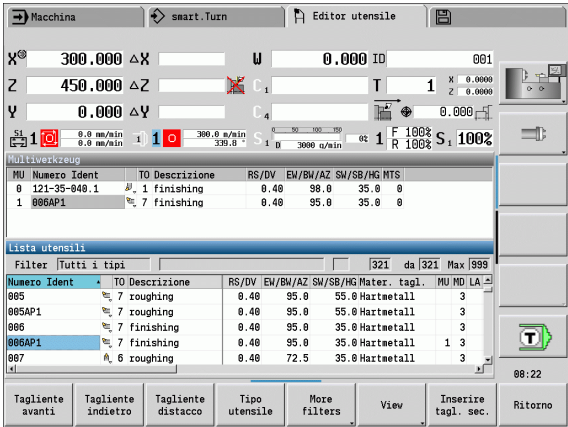 Macchina smart.Turn Editor utensile
X 300.000 ΔX W 0.000 ID 001
Z 450.000 ΔZ C 1 T 1 X 0.0000
Z 0.0000
Y 0.000 ΔY C 4 0.000
S1 1 0.0 mm/min 1 1 300.0 m/min S 1 0 50 100 150 0% 1 F 100% S1 100%
0.0 mm/min 339.8 ° D 3000 g/min R 100%
Multiwerkzeug
MU Numero Ident TO Descrizione RS/DV EW/BW/AZ SW/SB/HG MTS
0 121-35-040.1 1 finishing 0.40 98.0 35.0 0
1 006AP1 7 finishing 0.40 95.0 35.0 0
Lista utensili
Filter Tutti i tipi 321 da 321 Max 999
Numero Ident TO Descrizione RS/DV EW/BW/AZ SW/SB/HG Mater. tagl. MU MD LA
005 7 roughing 0.40 95.0 55.0 Hartmetall 3
005AP1 7 roughing 0.40 95.0 55.0 Hartmetall 3
006 7 finishing 0.40 95.0 35.0 Hartmetall 3
006AP1 7 finishing 0.40 95.0 35.0 Hartmetall 1 3
007 6 roughing 0.40 72.5 35.0 Hartmetall 3
T
08:22
Tagliente avanti
Tagliente indietro
Tagliente distacco
Tipo utensile
More filters
View
Inserire tagl. sec.
Ritorno